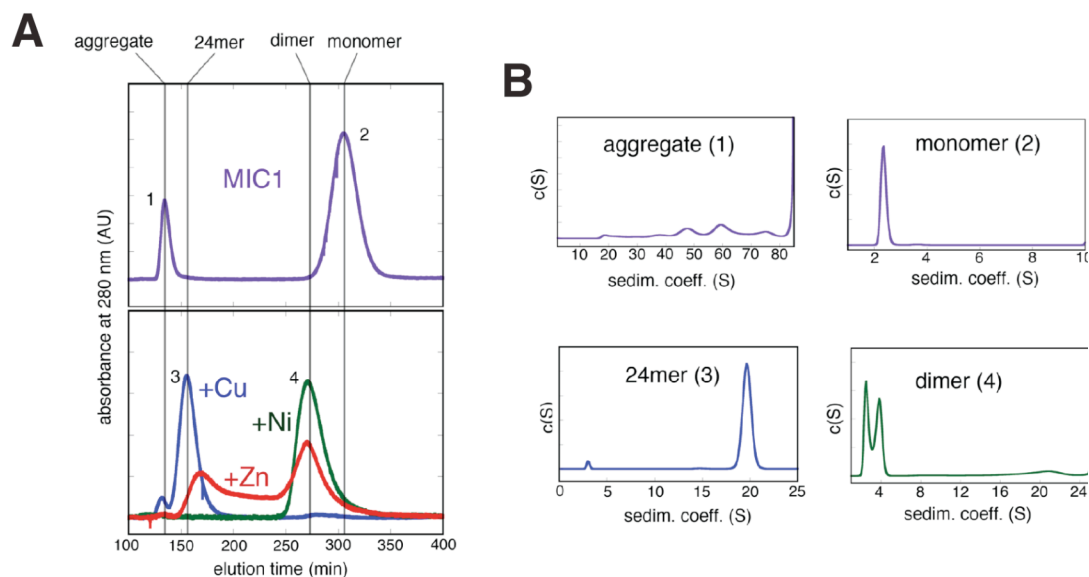 A
aggregate 24mer dimer monomer
1
MIC1
2
absorbance at 280 nm (AU)
3
+Cu
+Zn
+Ni
4
100 150 200 250 300 350 400
elution time (min)
B
aggregate (1)
c(S)
10 20 30 40 50 60 70 80
sedim. coeff. (S)
monomer (2)
c(S)
2 4 6 8 10
sedim. coeff. (S)
24mer (3)
c(S)
0 5 10 15 20 25
sedim. coeff. (S)
dimer (4)
c(S)
4 8 12 16 20 24
sedim. coeff. (S)